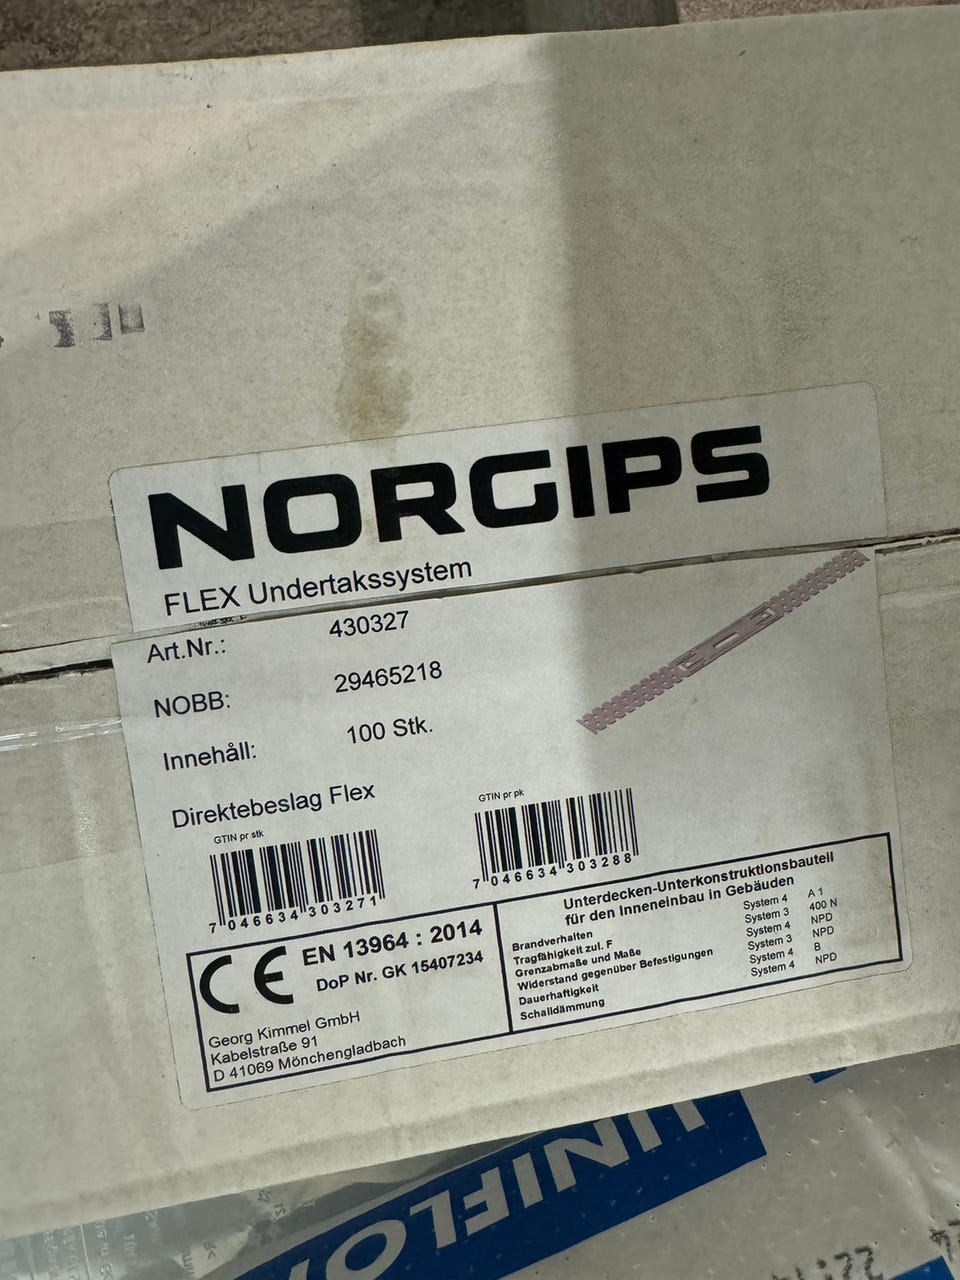 NORGIPS
FLEX Undertakssystem
Art.Nr.: 430327
NOBB: 29465218
Innehåll: 100 Stk.
Direktebeslag Flex
GTIN pr stk
7 046634 303271
GTIN pr pk
7 046634 303288
CE
EN 13964 : 2014
DoP Nr. GK 15407234
Georg Kimmel GmbH
Kabelstraße 91
D 41069 Mönchengladbach
Unterdecken-Unterkonstruktionsbauteil
für den Inneneinbau in Gebäuden
Brandverhalten System 4 A 1
Tragfähigkeit zul. F System 3 400 N
Grenzabmaße und Maße System 4 NPD
Widerstand gegenüber Befestigungen System 3 NPD
Dauerhaftigkeit System 4 B
Schalldämmung System 4 NPD
UNIFLO